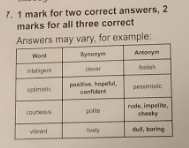 7. 1 mark for two correct answers, 2
marks for all three correct
Answers may vary, for example:
Word Synonym Antonym
intelligent clever foolish
optimistic positive, hopeful, confident pessimistic
courteous polite rude, impolite, cheeky
vibrant lively dull, boring